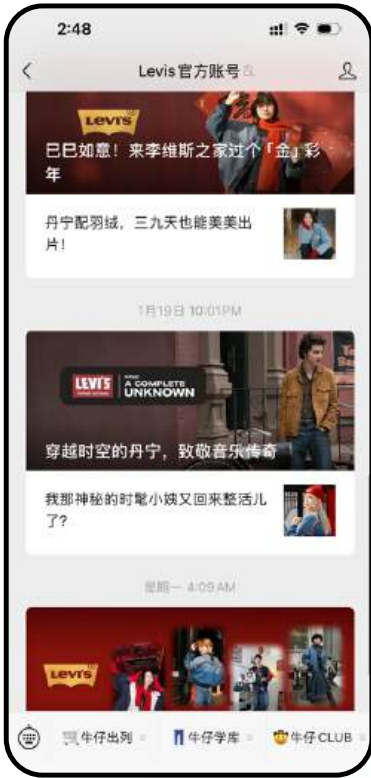 2:48
Levis官方账号
LEVI'S
巳巳如意！来李维斯之家过个「金」彩
年
丹宁配羽绒，三九天也能美美出
片！
1月19日 10:01PM
LEVI'S
A COMPLETE
UNKNOWN
穿越时空的丹宁，致敬音乐传奇
我那神秘的时髦小姨又回来整活儿
了?
星期一 4:09AM
LEVI'S
牛仔出列
牛仔学库
牛仔CLUB